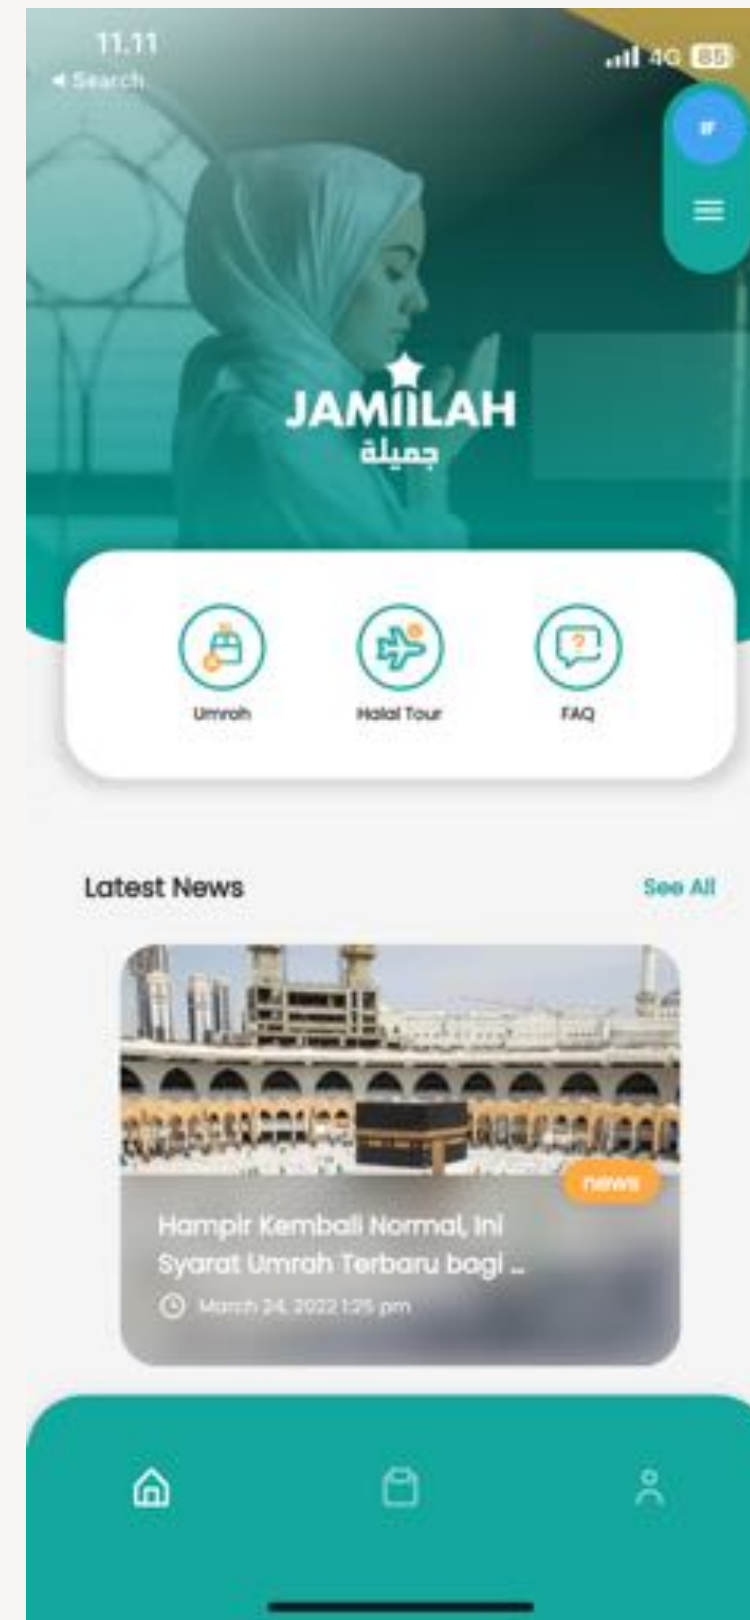 11.11
◄ Search
4G 85
IF
JAMIILAH
جميلة
Umroh
Halal Tour
FAQ
Latest News
See All
news
Hampir Kembali Normal, Ini
Syarat Umrah Terbaru bagi ...
March 24, 2022 1:25 pm